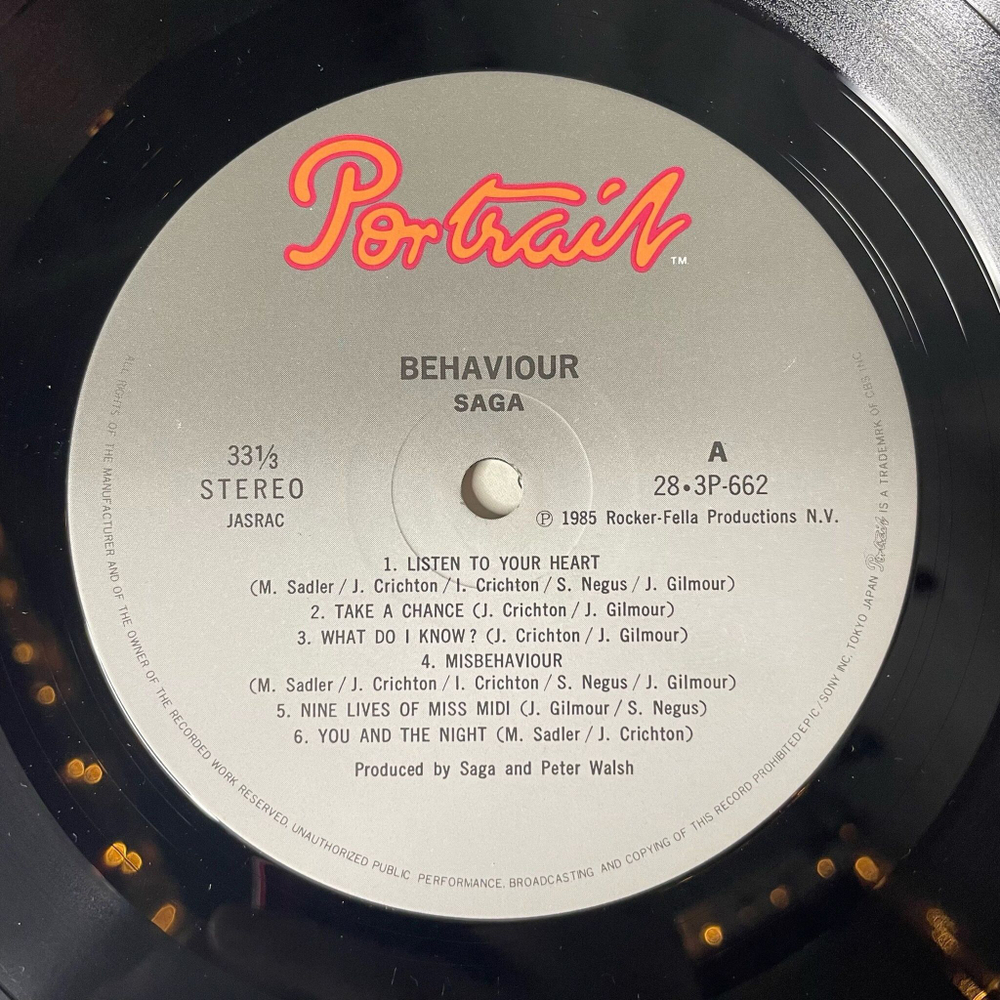 Portrait TM
BEHAVIOUR
SAGA
33⅓
STEREO
JASRAC
A
28•3P-662
Ⓟ 1985 Rocker-Fella Productions N.V.
1. LISTEN TO YOUR HEART
(M. Sadler / J. Crichton / I. Crichton / S. Negus / J. Gilmour)
2. TAKE A CHANCE (J. Crichton / J. Gilmour)
3. WHAT DO I KNOW? (J. Crichton / J. Gilmour)
4. MISBEHAVIOUR
(M. Sadler / J. Crichton / I. Crichton / S. Negus / J. Gilmour)
5. NINE LIVES OF MISS MIDI (J. Gilmour / S. Negus)
6. YOU AND THE NIGHT (M. Sadler / J. Crichton)
Produced by Saga and Peter Walsh
ALL RIGHTS OF THE MANUFACTURER AND OF THE OWNER OF THE RECORDED WORK RESERVED. UNAUTHORIZED PUBLIC PERFORMANCE. BROADCASTING AND COPYING OF THIS RECORD PROHIBITED EPIC/SONY INC. TOKYO JAPAN Portrait IS A TRADEMRK OF CBS INC